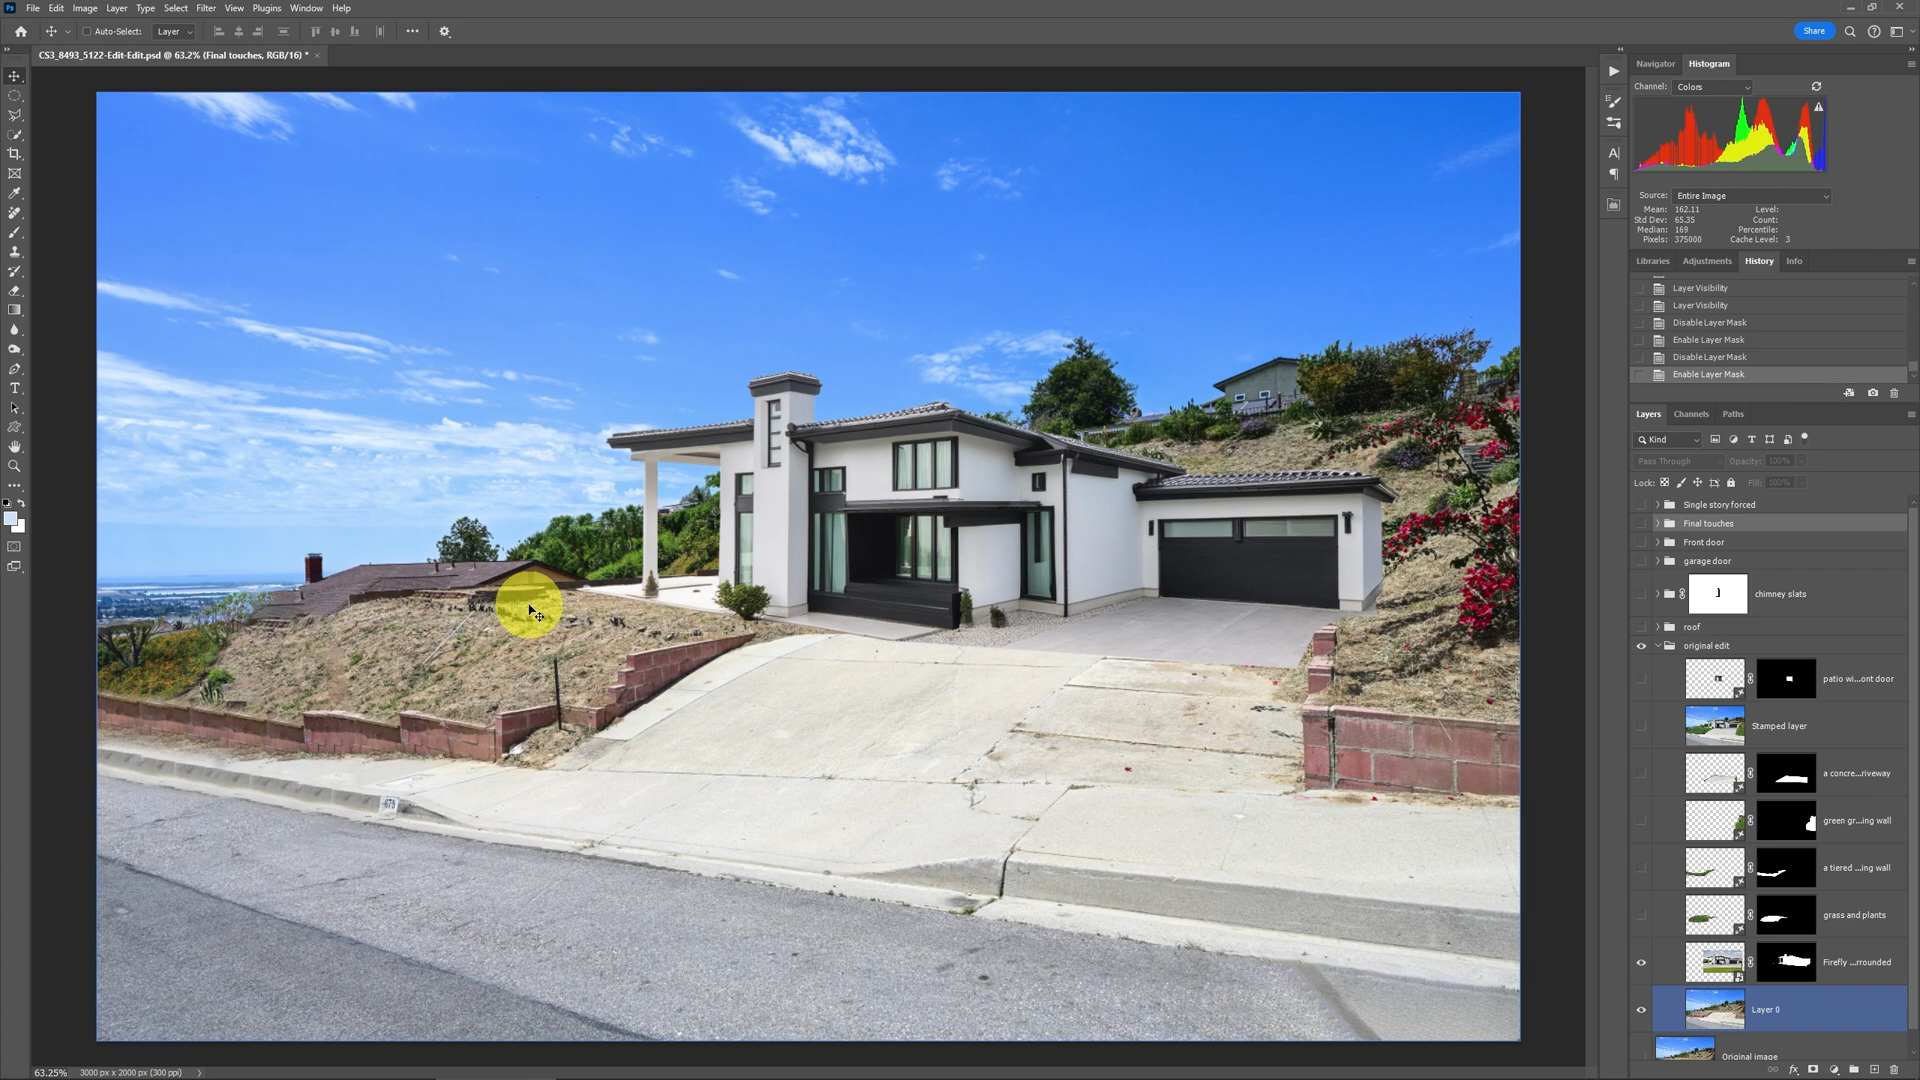 File Edit Image Layer Type Select Filter View Plugins Window Help
Auto-Select: Layer
Share
CS3_8493_5122-Edit-Edit.psd @ 63.2% (Final touches, RGB/16) *
Navigator Histogram
Channel: Colors
Source: Entire Image
Mean: 162.11 Level:
Std Dev: 65.35 Count:
Median: 169 Percentile:
Pixels: 375000 Cache Level: 3
Libraries Adjustments History Info
Layer Visibility
Layer Visibility
Disable Layer Mask
Enable Layer Mask
Disable Layer Mask
Enable Layer Mask
Layers Channels Paths
Kind
Pass Through Opacity: 100%
Lock: Fill: 100%
Single story forced
Final touches
Front door
garage door
chimney slats
roof
original edit
patio wi...ont door
Stamped layer
a concre...riveway
green gr...ing wall
a tiered ...ing wall
grass and plants
Firefly ...rrounded
Layer 0
Original image
679
63.25% 3000 px x 2000 px (300 ppi)